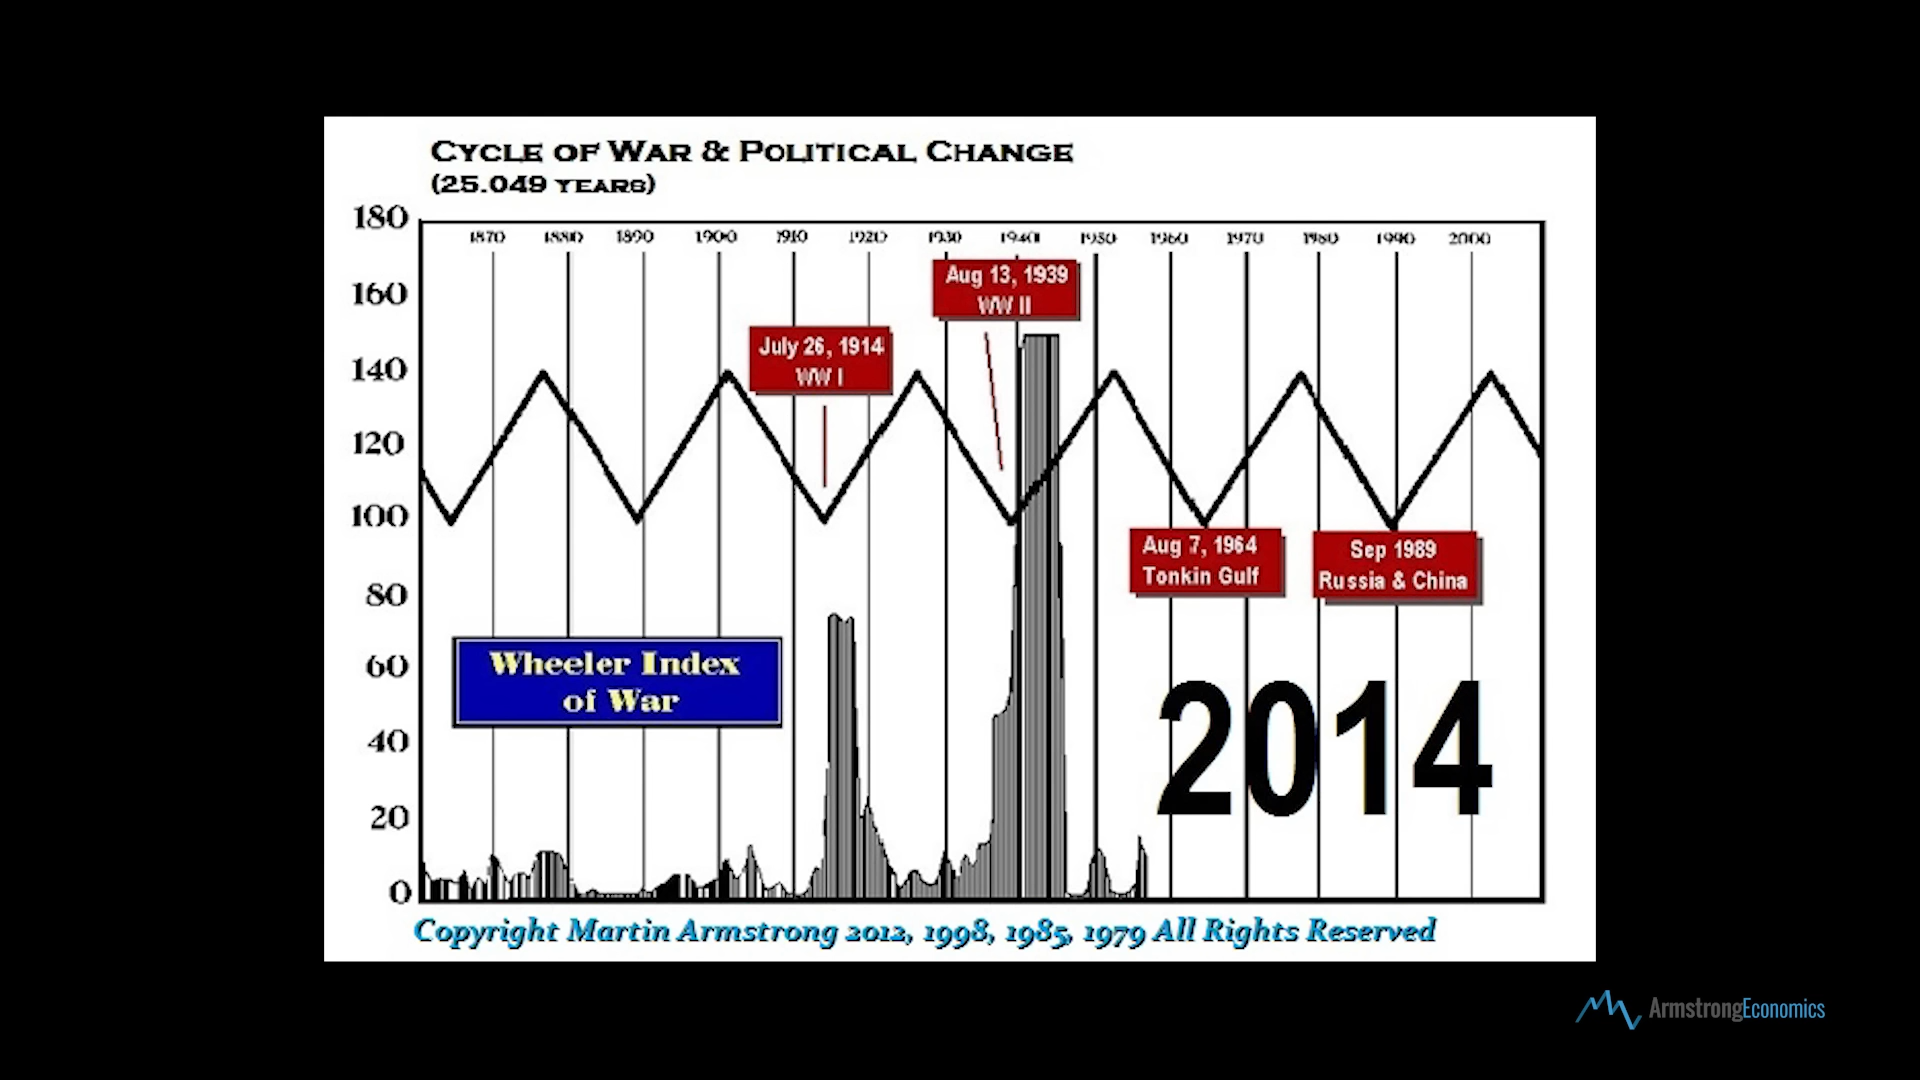 CYCLE OF WAR & POLITICAL CHANGE
(25.049 YEARS)
180
1870 1880 1890 1900 1910 1920 1930 1940 1950 1960 1970 1980 1990 2000
160
Aug 13, 1939
WW II
July 26, 1914
WW I
140
120
100
Aug 7, 1964
Tonkin Gulf
Sep 1989
Russia & China
80
Wheeler Index
of War
60
2014
40
20
0
Copyright Martin Armstrong 2012, 1998, 1985, 1979 All Rights Reserved
ArmstrongEconomics